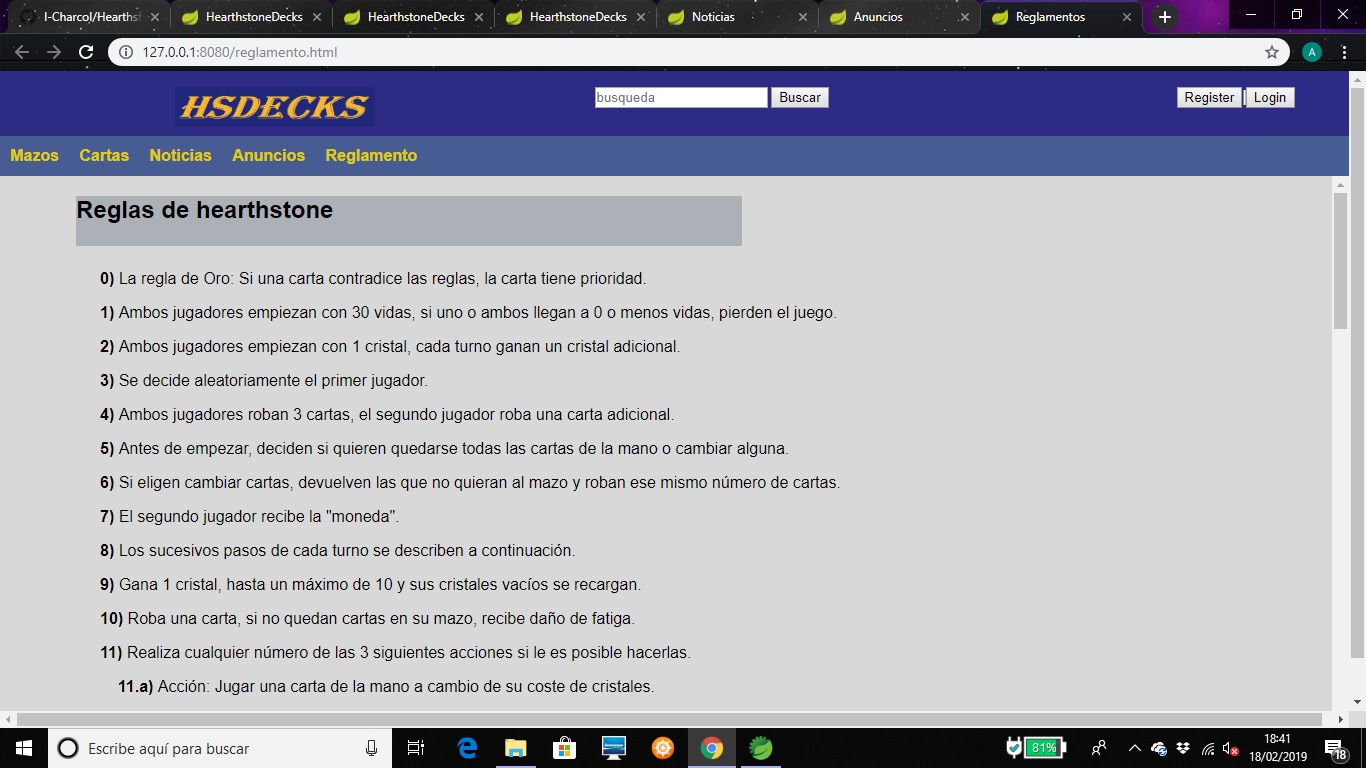 I-Charcol/Hearths
HearthstoneDecks
HearthstoneDecks
HearthstoneDecks
Noticias
Anuncios
Reglamentos
127.0.0.1:8080/reglamento.html
A
HSDECKS
busqueda
Buscar
Register | Login
Mazos Cartas Noticias Anuncios Reglamento
Reglas de hearthstone
0) La regla de Oro: Si una carta contradice las reglas, la carta tiene prioridad.
1) Ambos jugadores empiezan con 30 vidas, si uno o ambos llegan a 0 o menos vidas, pierden el juego.
2) Ambos jugadores empiezan con 1 cristal, cada turno ganan un cristal adicional.
3) Se decide aleatoriamente el primer jugador.
4) Ambos jugadores roban 3 cartas, el segundo jugador roba una carta adicional.
5) Antes de empezar, deciden si quieren quedarse todas las cartas de la mano o cambiar alguna.
6) Si eligen cambiar cartas, devuelven las que no quieran al mazo y roban ese mismo número de cartas.
7) El segundo jugador recibe la "moneda".
8) Los sucesivos pasos de cada turno se describen a continuación.
9) Gana 1 cristal, hasta un máximo de 10 y sus cristales vacíos se recargan.
10) Roba una carta, si no quedan cartas en su mazo, recibe daño de fatiga.
11) Realiza cualquier número de las 3 siguientes acciones si le es posible hacerlas.
11.a) Acción: Jugar una carta de la mano a cambio de su coste de cristales.
Escribe aquí para buscar
81%
18:41
18/02/2019
18